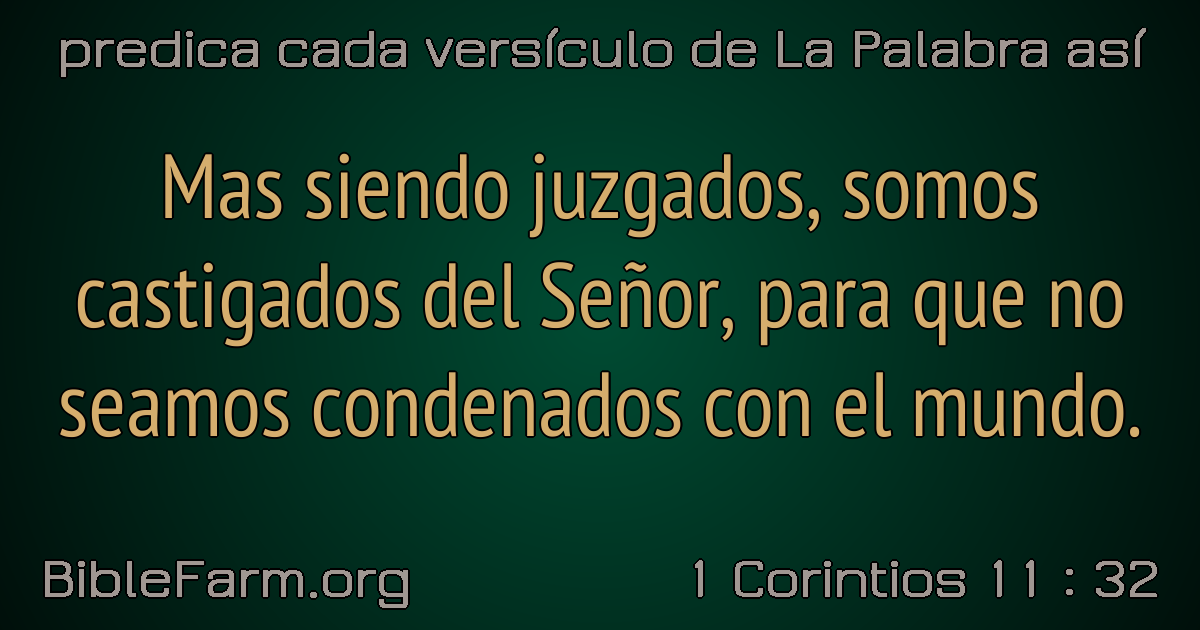 predica cada versículo de La Palabra así
Mas siendo juzgados, somos
castigados del Señor, para que no
seamos condenados con el mundo.
BibleFarm.org
1 Corintios 11 : 32